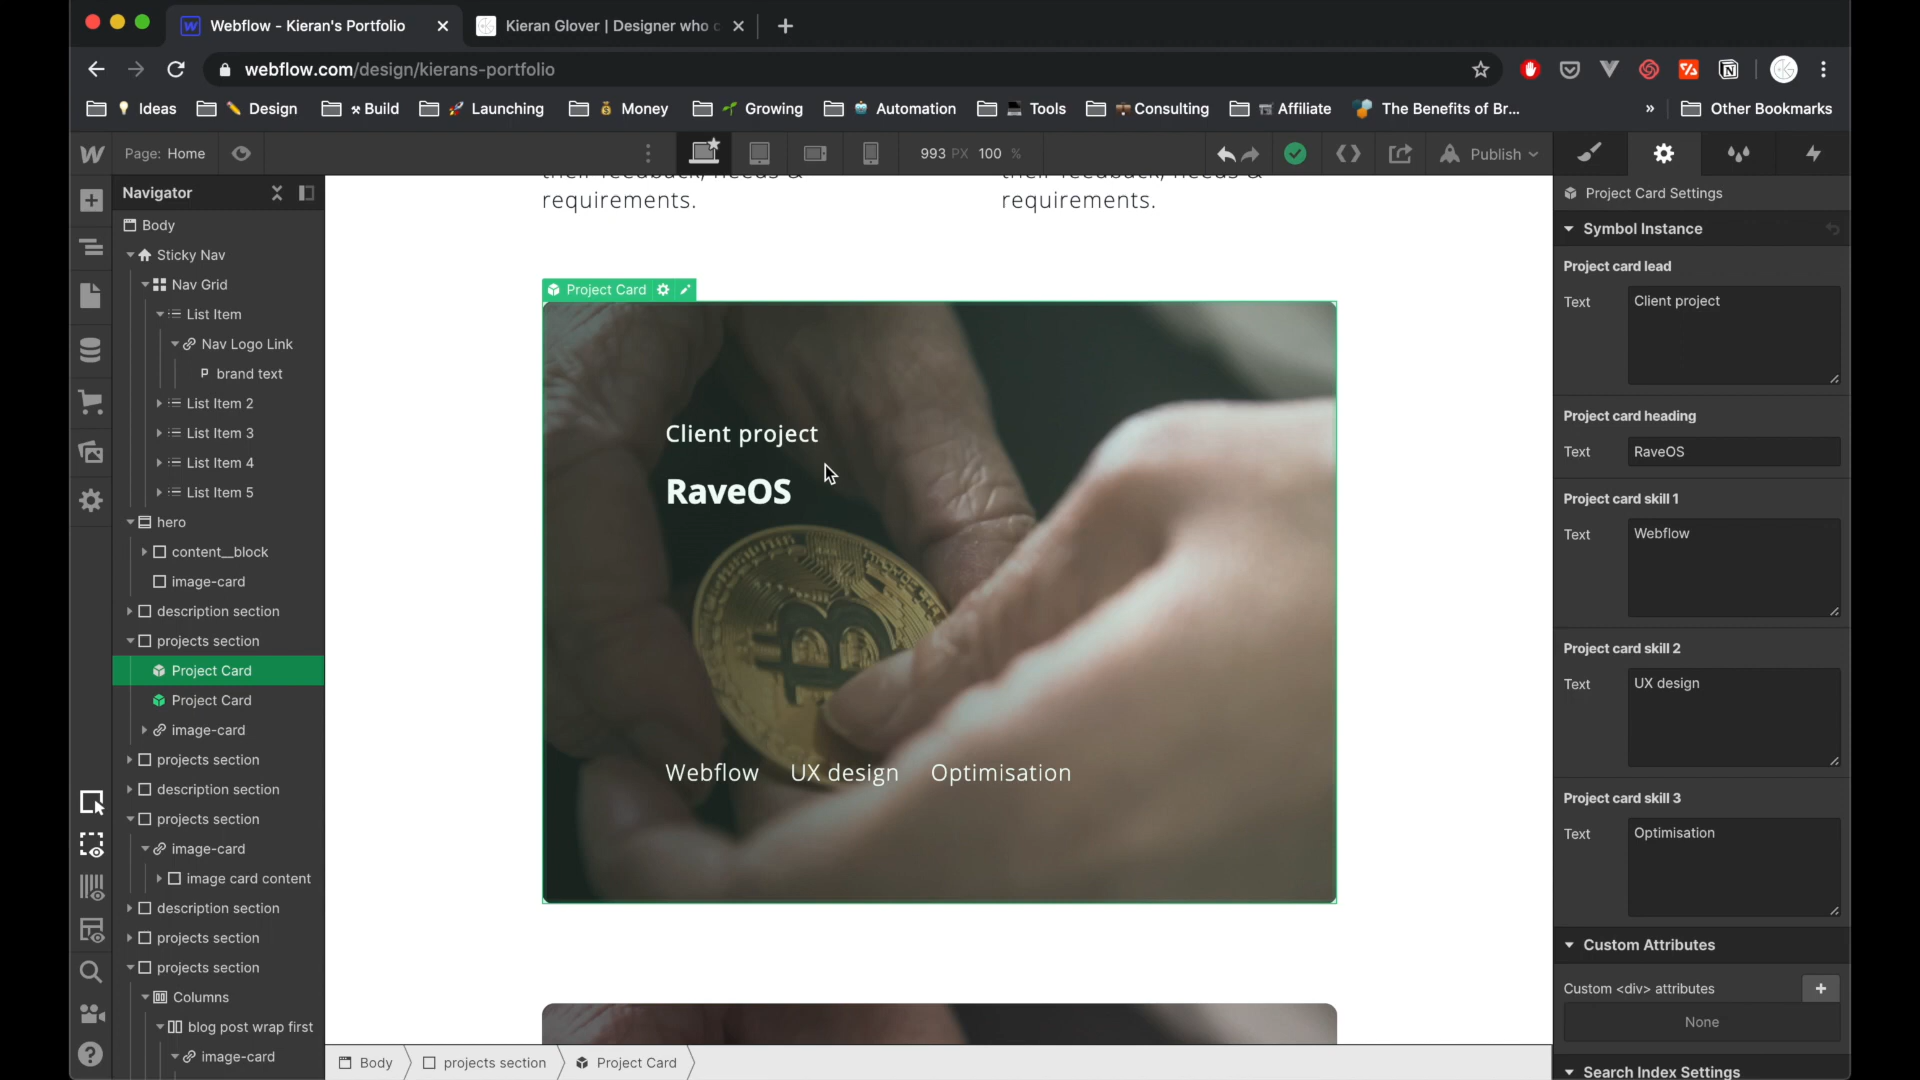 Webflow - Kieran's Portfolio
Kieran Glover | Designer who c
webflow.com/design/kierans-portfolio
Ideas
Design
Build
Launching
Money
Growing
Automation
Tools
Consulting
Affiliate
The Benefits of Br...
»
Other Bookmarks
Page: Home
993 PX 100 %
Publish
Navigator
Body
Sticky Nav
Nav Grid
List Item
Nav Logo Link
brand text
List Item 2
List Item 3
List Item 4
List Item 5
hero
content__block
image-card
description section
projects section
Project Card
Project Card
image-card
projects section
description section
projects section
image-card
image card content
description section
projects section
projects section
Columns
blog post wrap first
image-card
requirements.
requirements.
Project Card
Client project
RaveOS
Webflow UX design Optimisation
Body
projects section
Project Card
Project Card Settings
Symbol Instance
Project card lead
Text Client project
Project card heading
Text RaveOS
Project card skill 1
Text Webflow
Project card skill 2
Text UX design
Project card skill 3
Text Optimisation
Custom Attributes
Custom <div> attributes
None
Search Index Settings